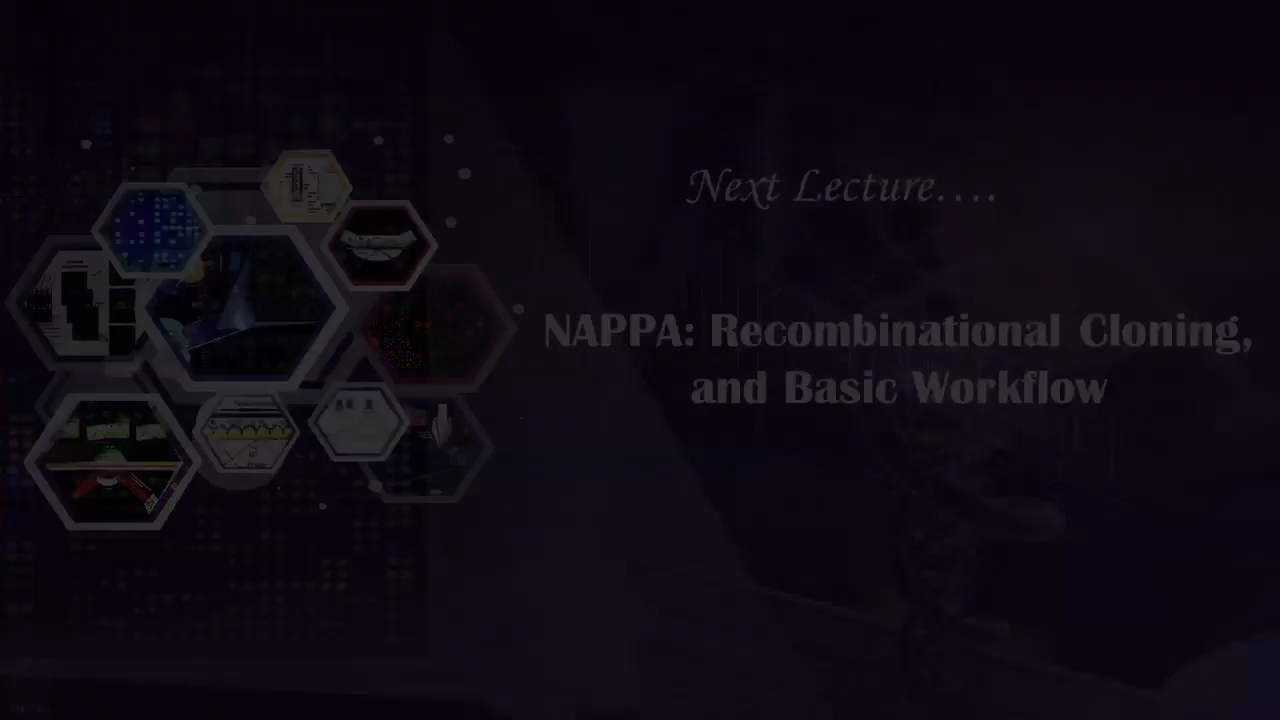 Next Lecture....
NAPPA: Recombinational Cloning,
and Basic Workflow